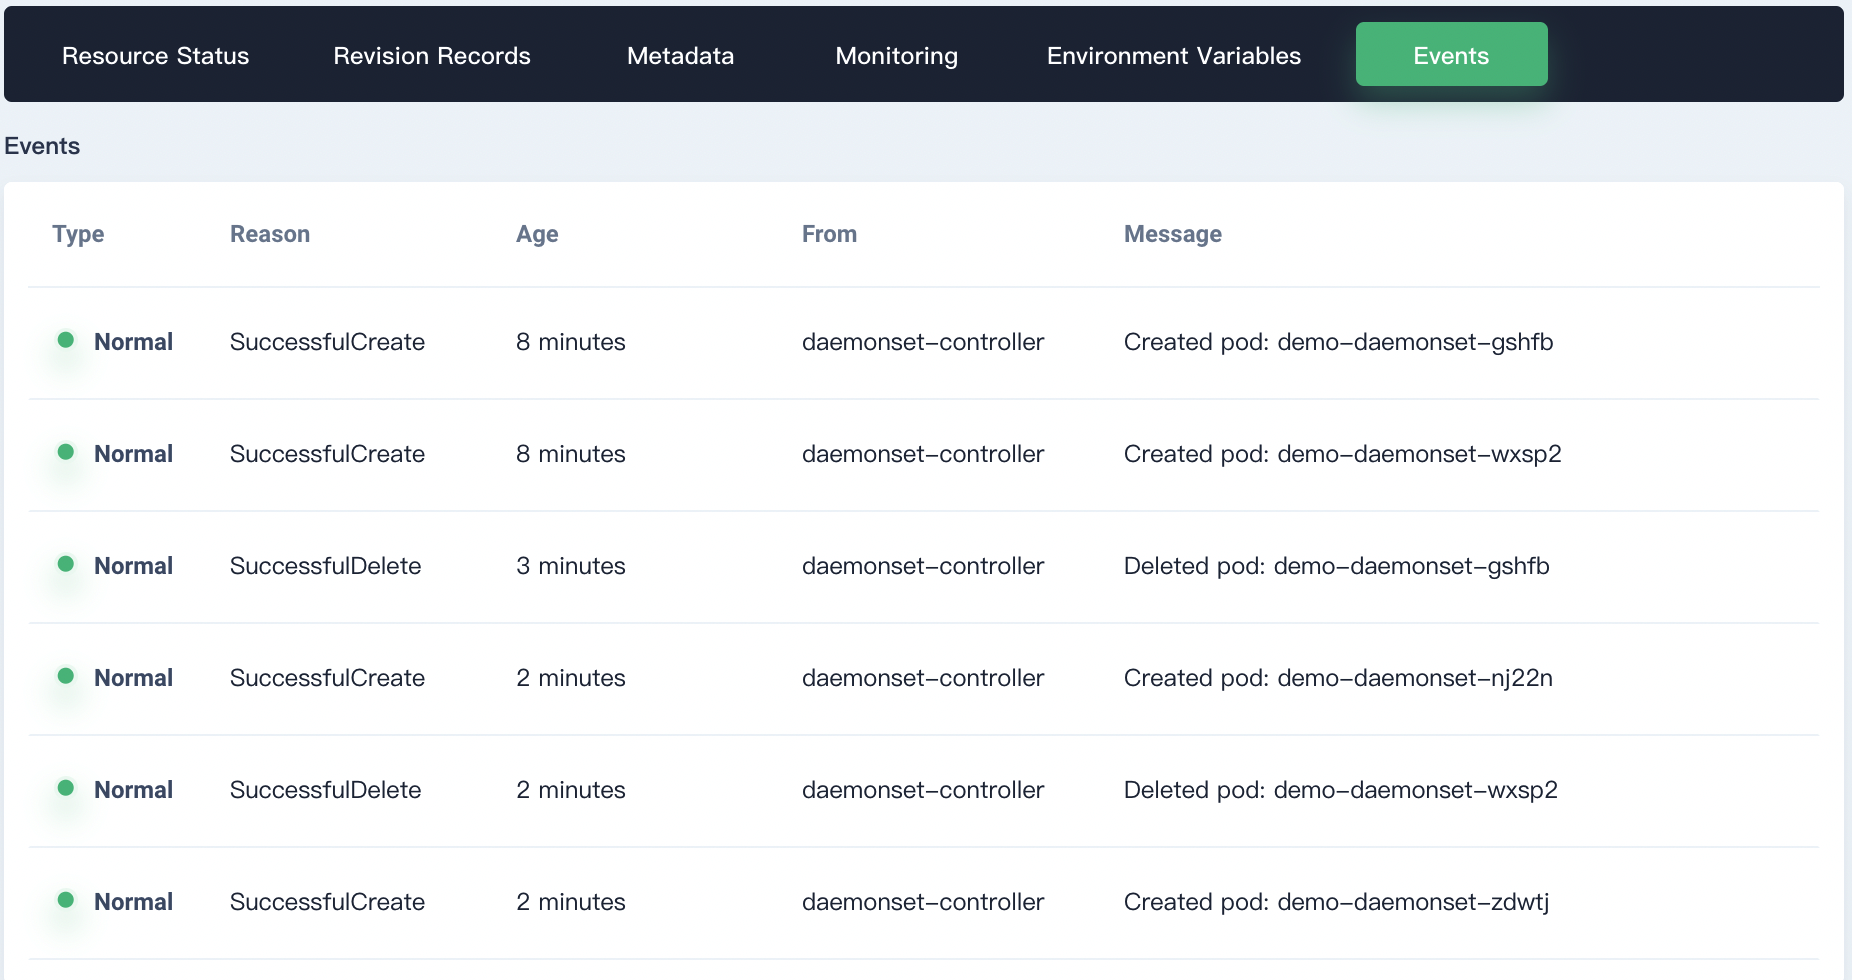 Resource Status Revision Records Metadata Monitoring Environment Variables Events
Events
Type Reason Age From Message
Normal SuccessfulCreate 8 minutes daemonset-controller Created pod: demo-daemonset-gshfb
Normal SuccessfulCreate 8 minutes daemonset-controller Created pod: demo-daemonset-wxsp2
Normal SuccessfulDelete 3 minutes daemonset-controller Deleted pod: demo-daemonset-gshfb
Normal SuccessfulCreate 2 minutes daemonset-controller Created pod: demo-daemonset-nj22n
Normal SuccessfulDelete 2 minutes daemonset-controller Deleted pod: demo-daemonset-wxsp2
Normal SuccessfulCreate 2 minutes daemonset-controller Created pod: demo-daemonset-zdwtj